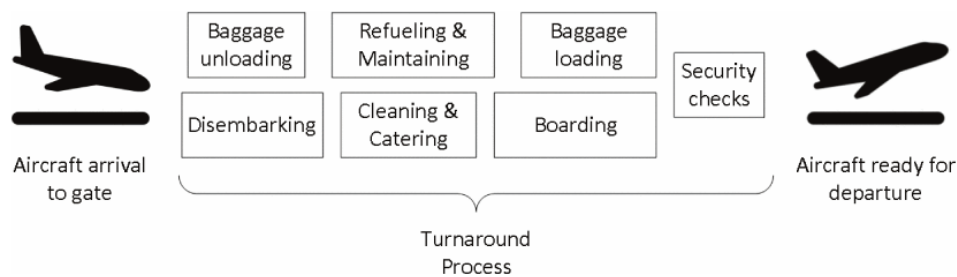 Baggage
unloading
Refueling &
Maintaining
Baggage
loading
Security
checks
Disembarking
Cleaning &
Catering
Boarding
Aircraft arrival
to gate
Aircraft ready for
departure
Turnaround
Process